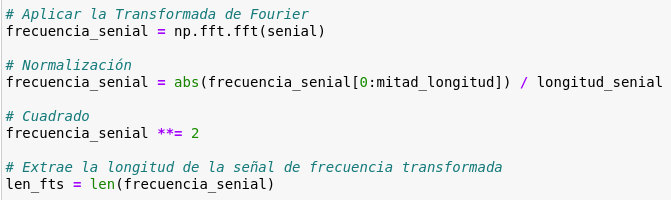 # Aplicar la Transformada de Fourier
frecuencia_senial = np.fft.fft(senial)
# Normalización
frecuencia_senial = abs(frecuencia_senial[0:mitad_longitud]) / longitud_senial
# Cuadrado
frecuencia_senial **= 2
# Extrae la longitud de la señal de frecuencia transformada
len_fts = len(frecuencia_senial)